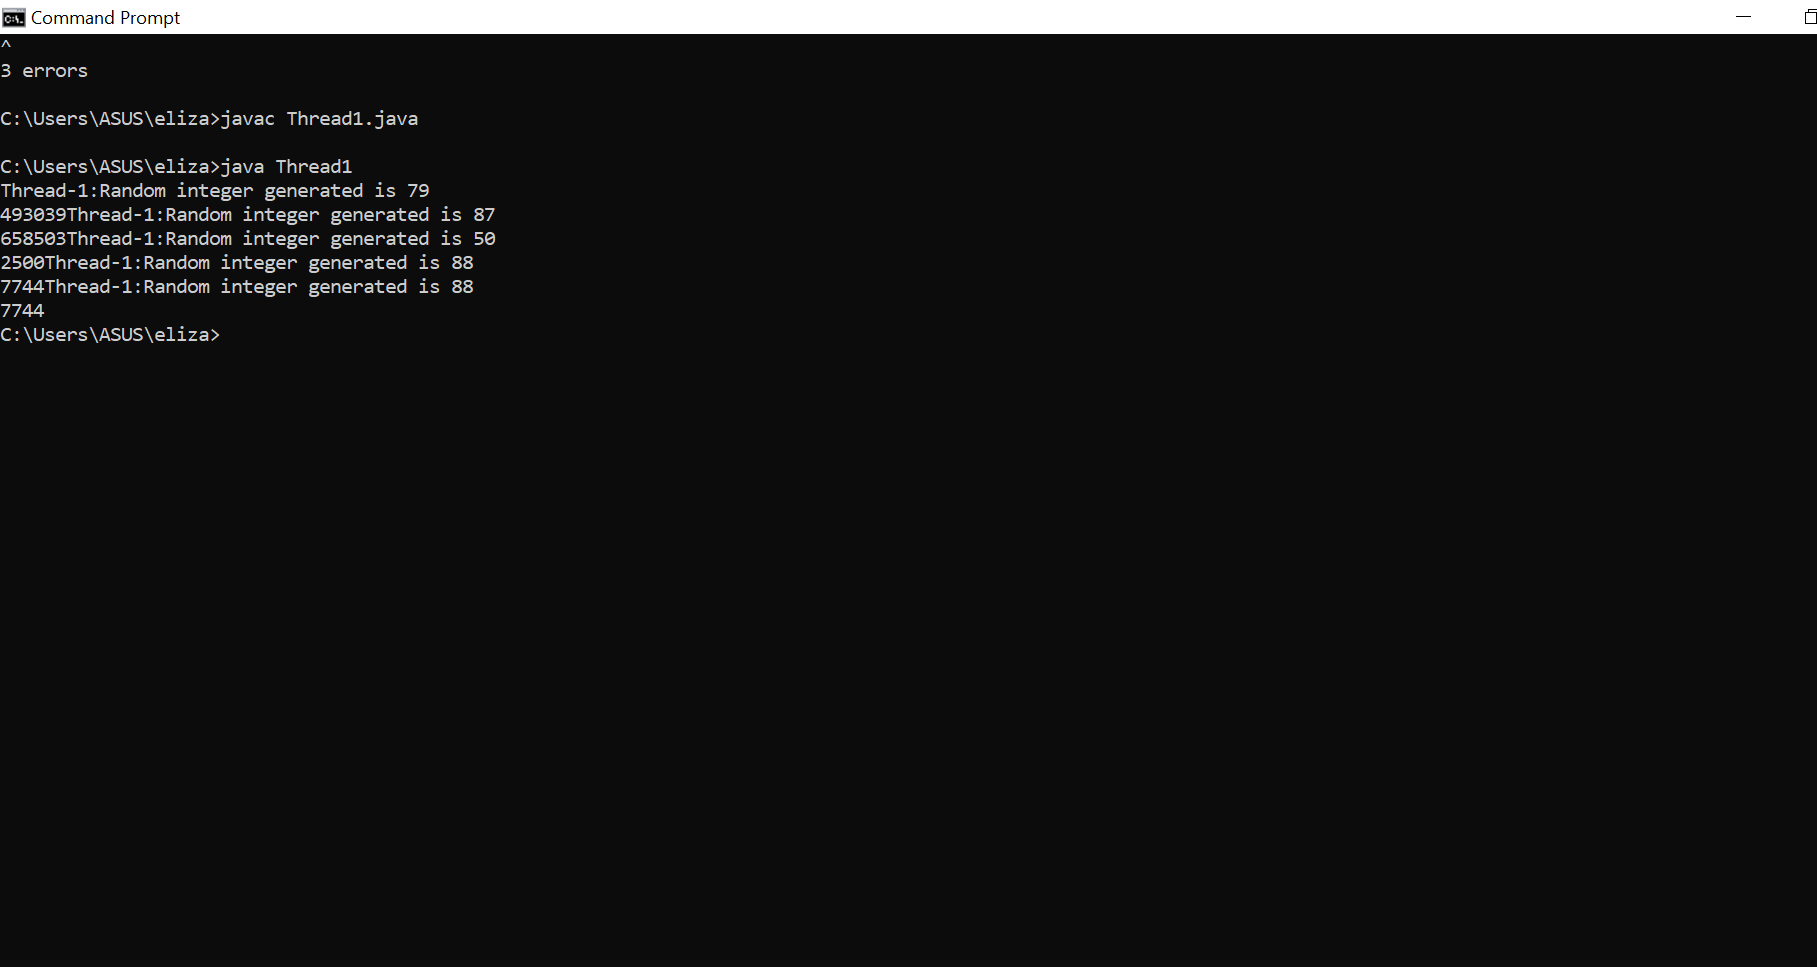 Command Prompt
^
3 errors
C:\Users\ASUS\eliza>javac Thread1.java
C:\Users\ASUS\eliza>java Thread1
Thread-1:Random integer generated is 79
493039Thread-1:Random integer generated is 87
658503Thread-1:Random integer generated is 50
2500Thread-1:Random integer generated is 88
7744Thread-1:Random integer generated is 88
7744
C:\Users\ASUS\eliza>